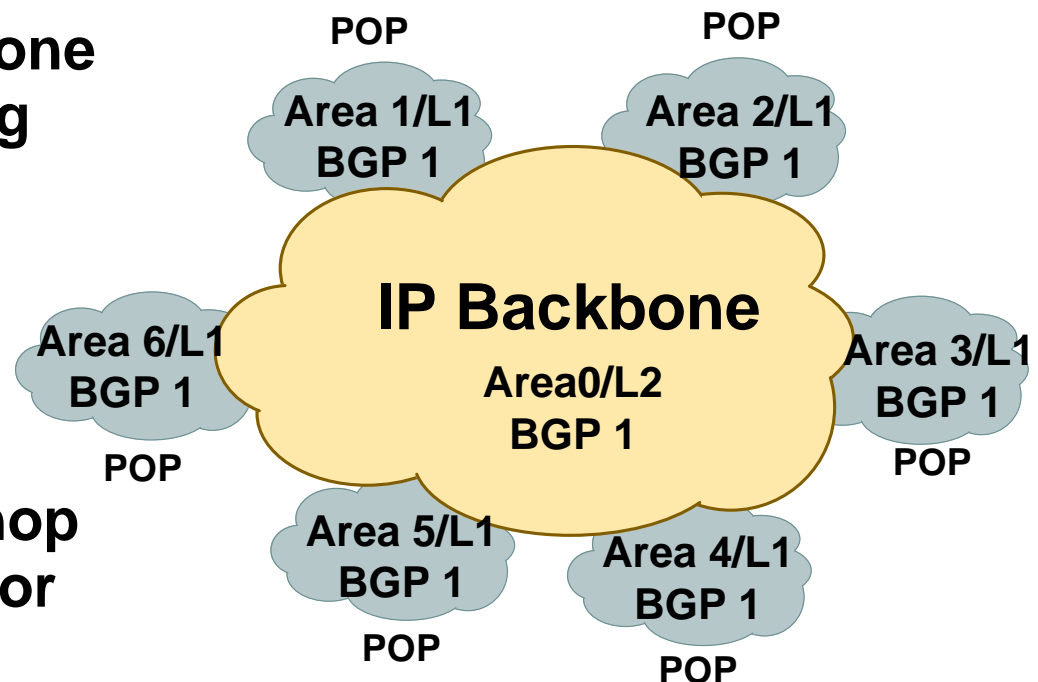 one
g
hop
or
POP
Area 1/L1
BGP 1
POP
Area 2/L1
BGP 1
IP Backbone
Area0/L2
BGP 1
Area 6/L1
BGP 1
POP
Area 3/L1
BGP 1
POP
Area 5/L1
BGP 1
POP
Area 4/L1
BGP 1
POP